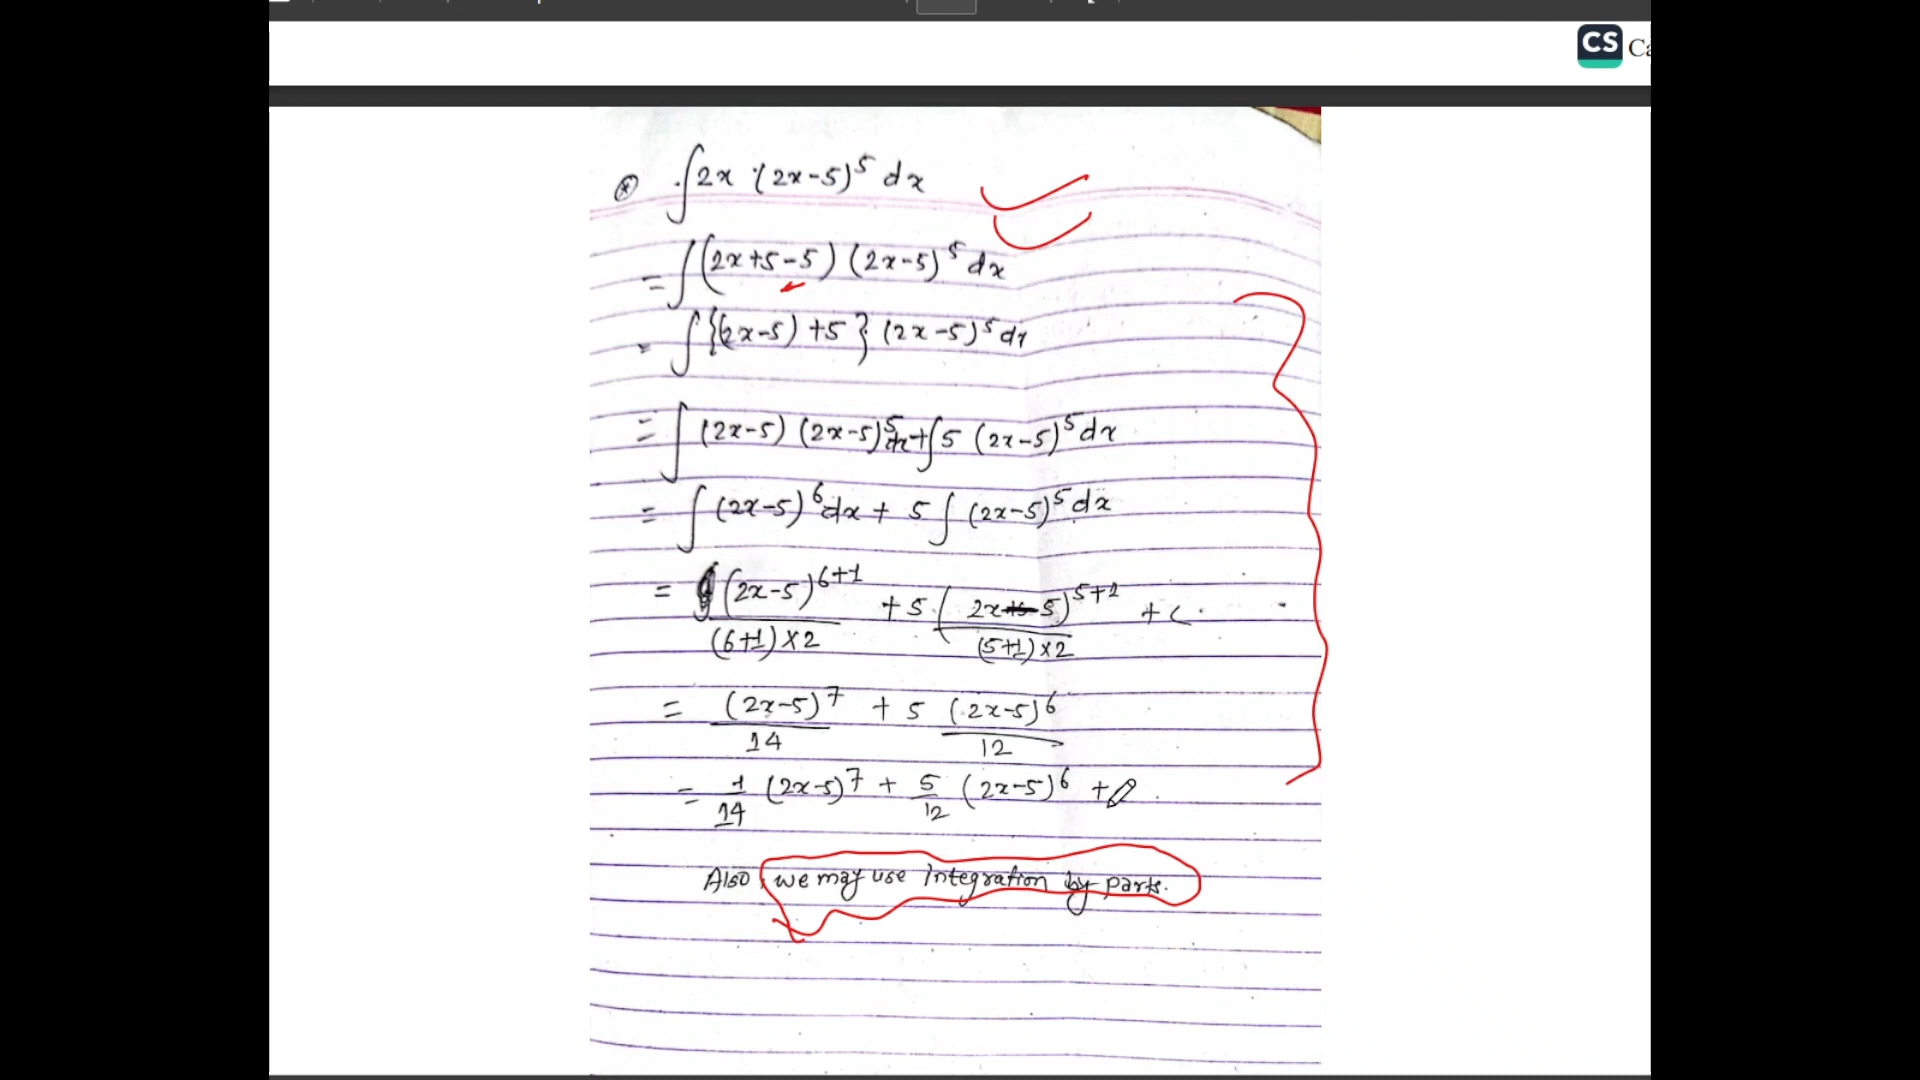 CS Ca
∫2x·(2x-5)⁵ dx
= ∫(2x+5-5)(2x-5)⁵ dx
= ∫{(2x-5)+5}(2x-5)⁵ dx
= ∫(2x-5)(2x-5)⁵ dx + ∫5(2x-5)⁵ dx
= ∫(2x-5)⁶ dx + 5∫(2x-5)⁵ dx
= (2x-5)⁶⁺¹/(6+1)×2 + 5·(2x-5)⁵⁺¹/(5+1)×2 + c.
= (2x-5)⁷/14 + 5 (2x-5)⁶/12
= 1/14 (2x-5)⁷ + 5/12 (2x-5)⁶ +
Also, we may use integration by parts.